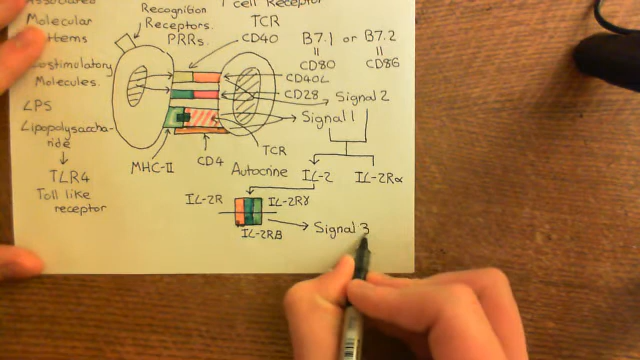 Associated
Molecular
Patterns
Costimulatory
Molecules.
LPS
Lipopolysaccha-
ride
↓
TLR4
Toll like
receptor
Recognition
Receptors.
PRRs.
T cell Receptor
TCR
CD40
B7.1 or B7.2
CD80
CD86
CD40L
CD28
Signal 2
Signal 1
MHC-II
CD4
TCR
Autocrine
IL-2
IL-2Rα
IL-2R
IL-2Rγ
IL-2RB
Signal 3